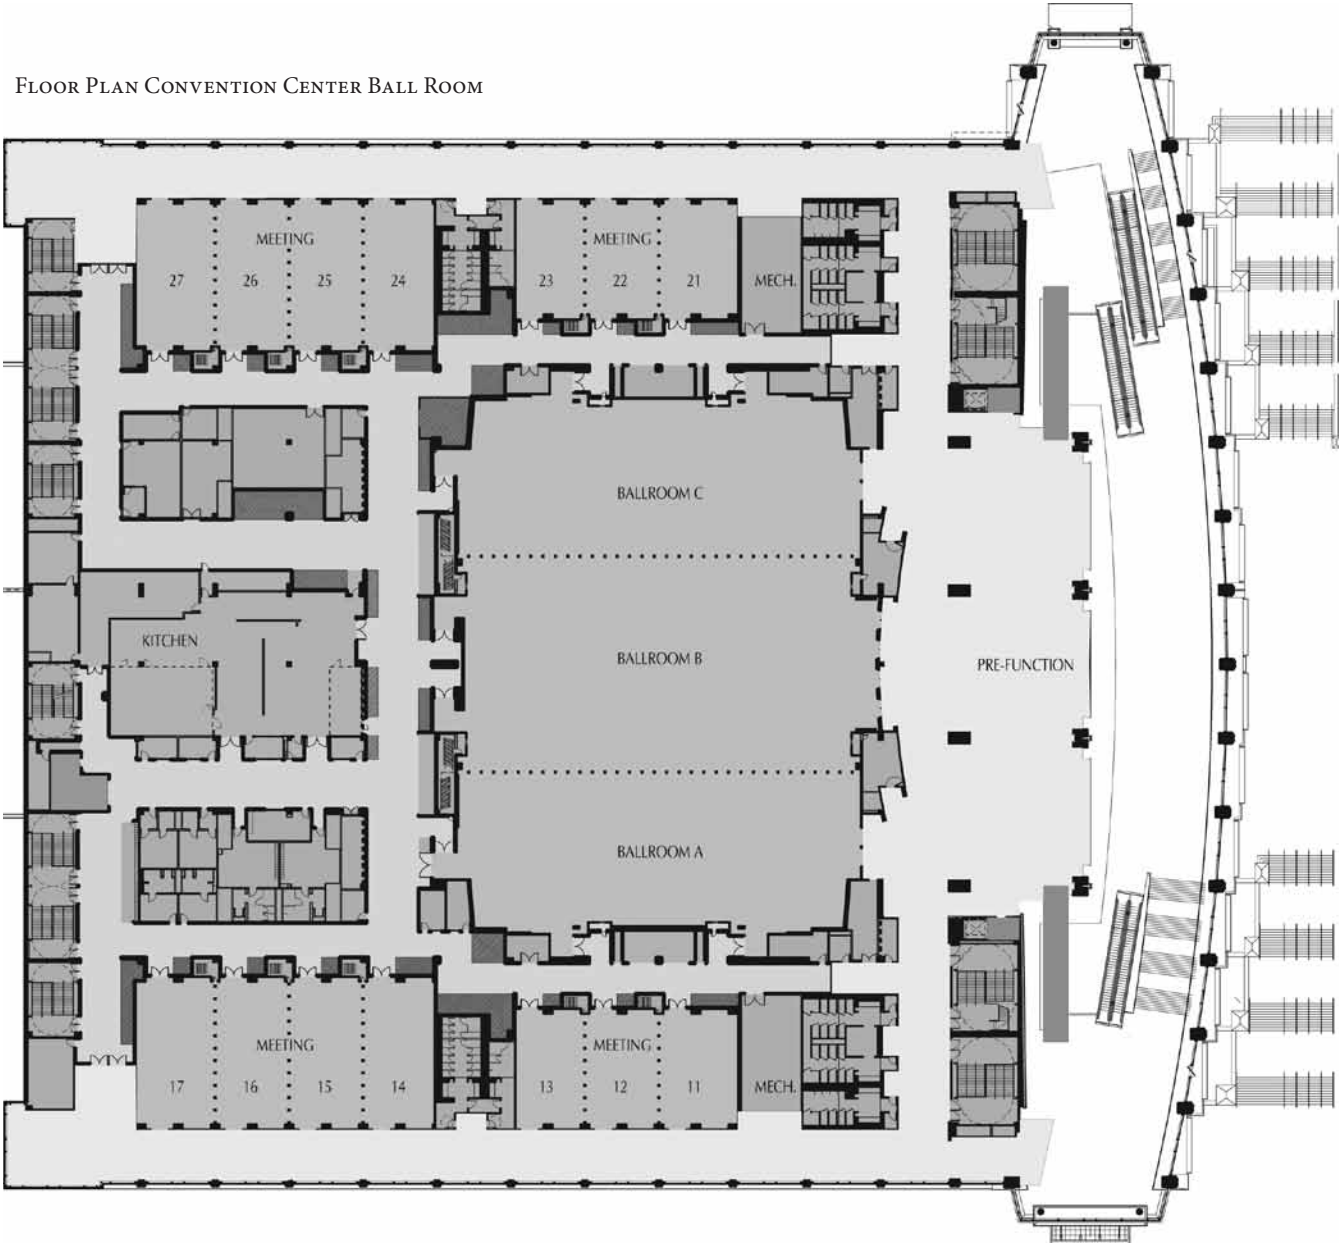 Floor Plan Convention Center Ball Room
MEETING
27 26 25 24
MEETING
23 22 21
MECH.
BALLROOM C
KITCHEN
BALLROOM B
PRE-FUNCTION
BALLROOM A
MEETING
17 16 15 14
MEETING
13 12 11
MECH.